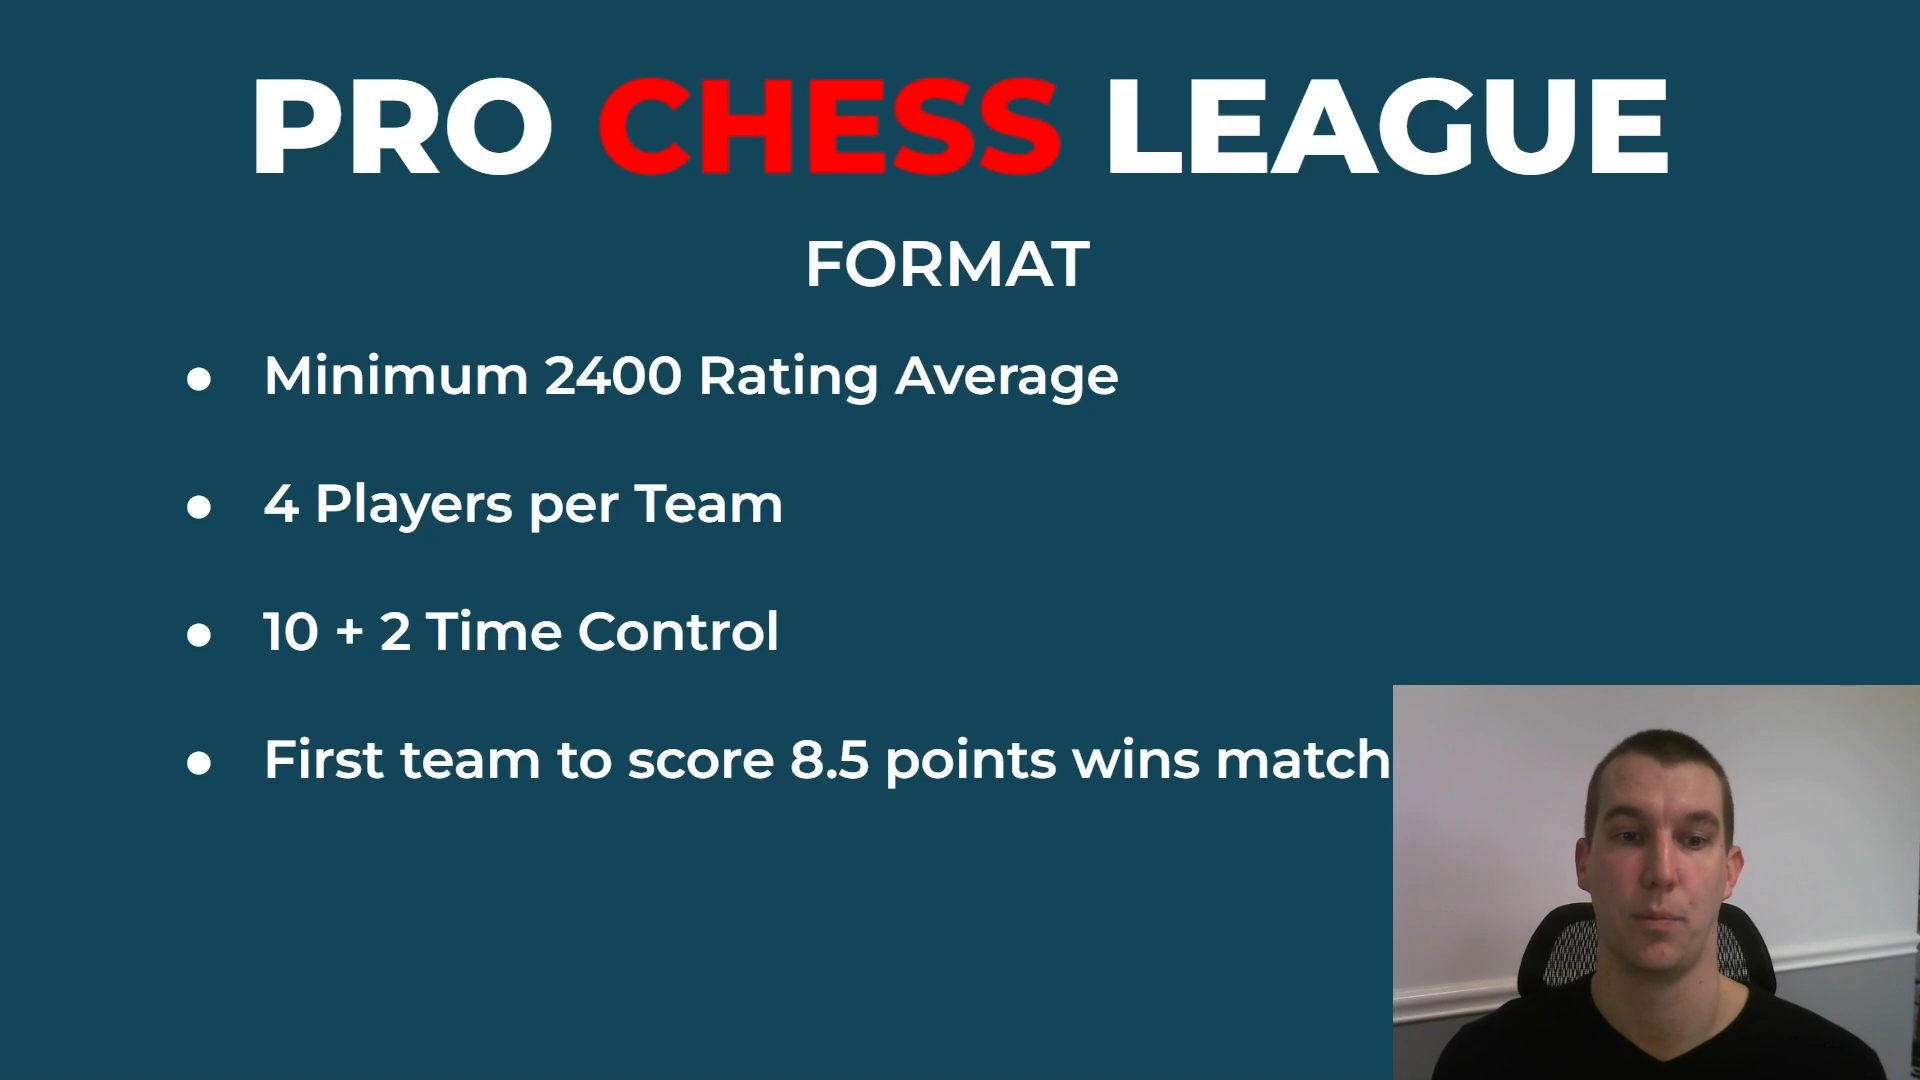 PRO CHESS LEAGUE
FORMAT
● Minimum 2400 Rating Average
● 4 Players per Team
● 10 + 2 Time Control
● First team to score 8.5 points wins match